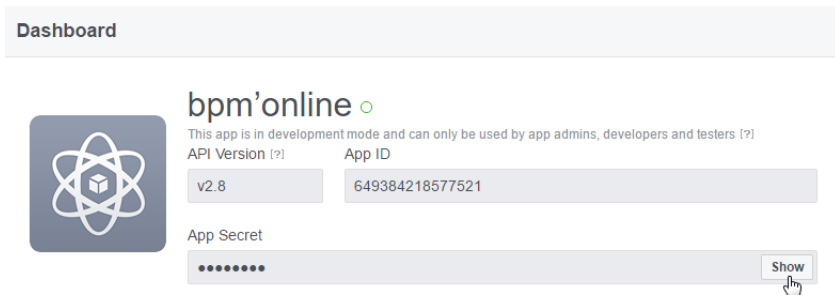 Dashboard
bpm’online
This app is in development mode and can only be used by app admins, developers and testers [?]
API Version [?] App ID
v2.8 649384218577521
App Secret
●●●●●●●● Show